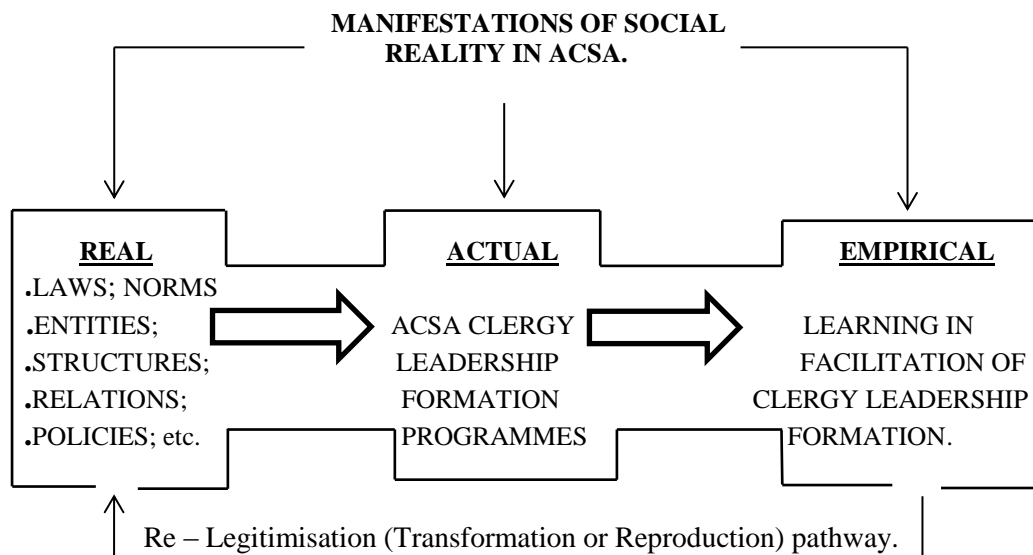 MANIFESTATIONS OF SOCIAL
REALITY IN ACSA.
REAL
.LAWS; NORMS
.ENTITIES;
.STRUCTURES;
.RELATIONS;
.POLICIES; etc.
ACTUAL
ACSA CLERGY
LEADERSHIP
FORMATION
PROGRAMMES
EMPIRICAL
LEARNING IN
FACILITATION OF
CLERGY LEADERSHIP
FORMATION.
Re – Legitimisation (Transformation or Reproduction) pathway.